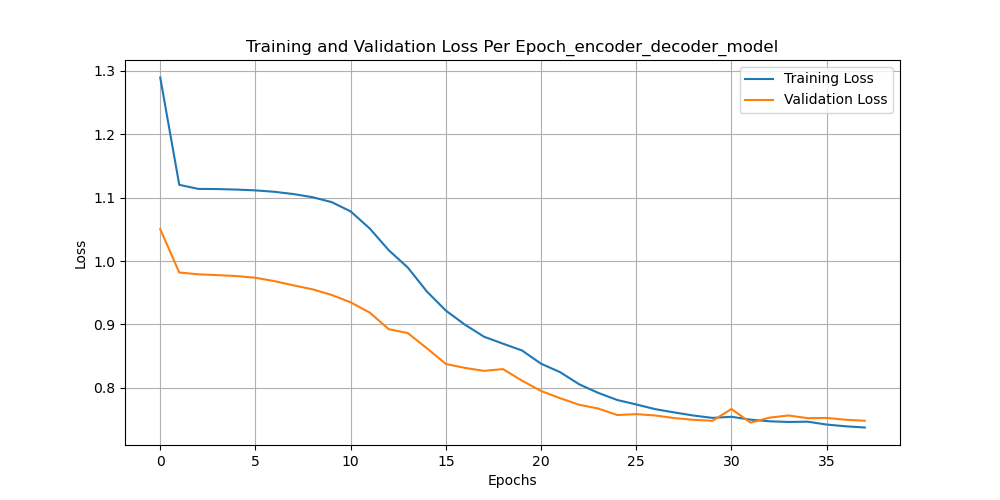 Training and Validation Loss Per Epoch_encoder_decoder_model
Training Loss
Validation Loss
1.3
1.2
1.1
1.0
0.9
0.8
Loss
0
5
10
15
20
25
30
35
Epochs